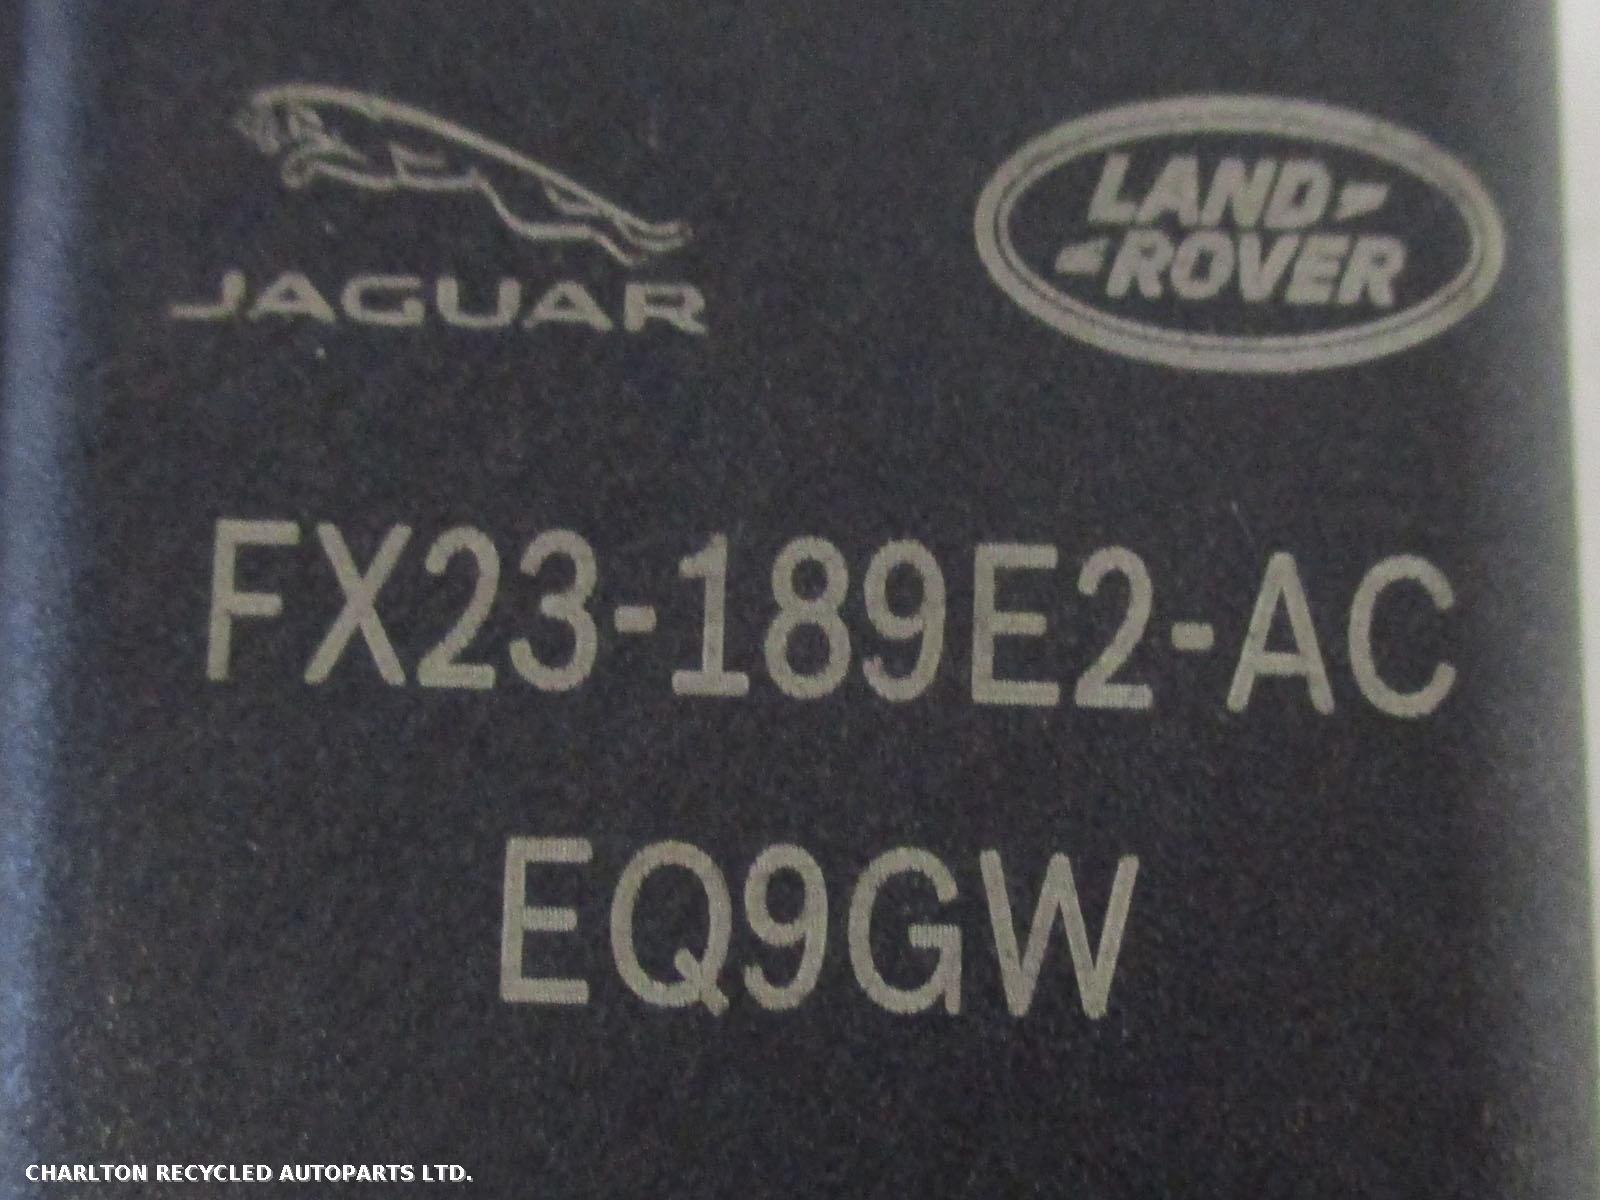 JAGUAR
LAND
ROVER
FX23-189E2-AC
EQ9GW
CHARLTON RECYCLED AUTOPARTS LTD.